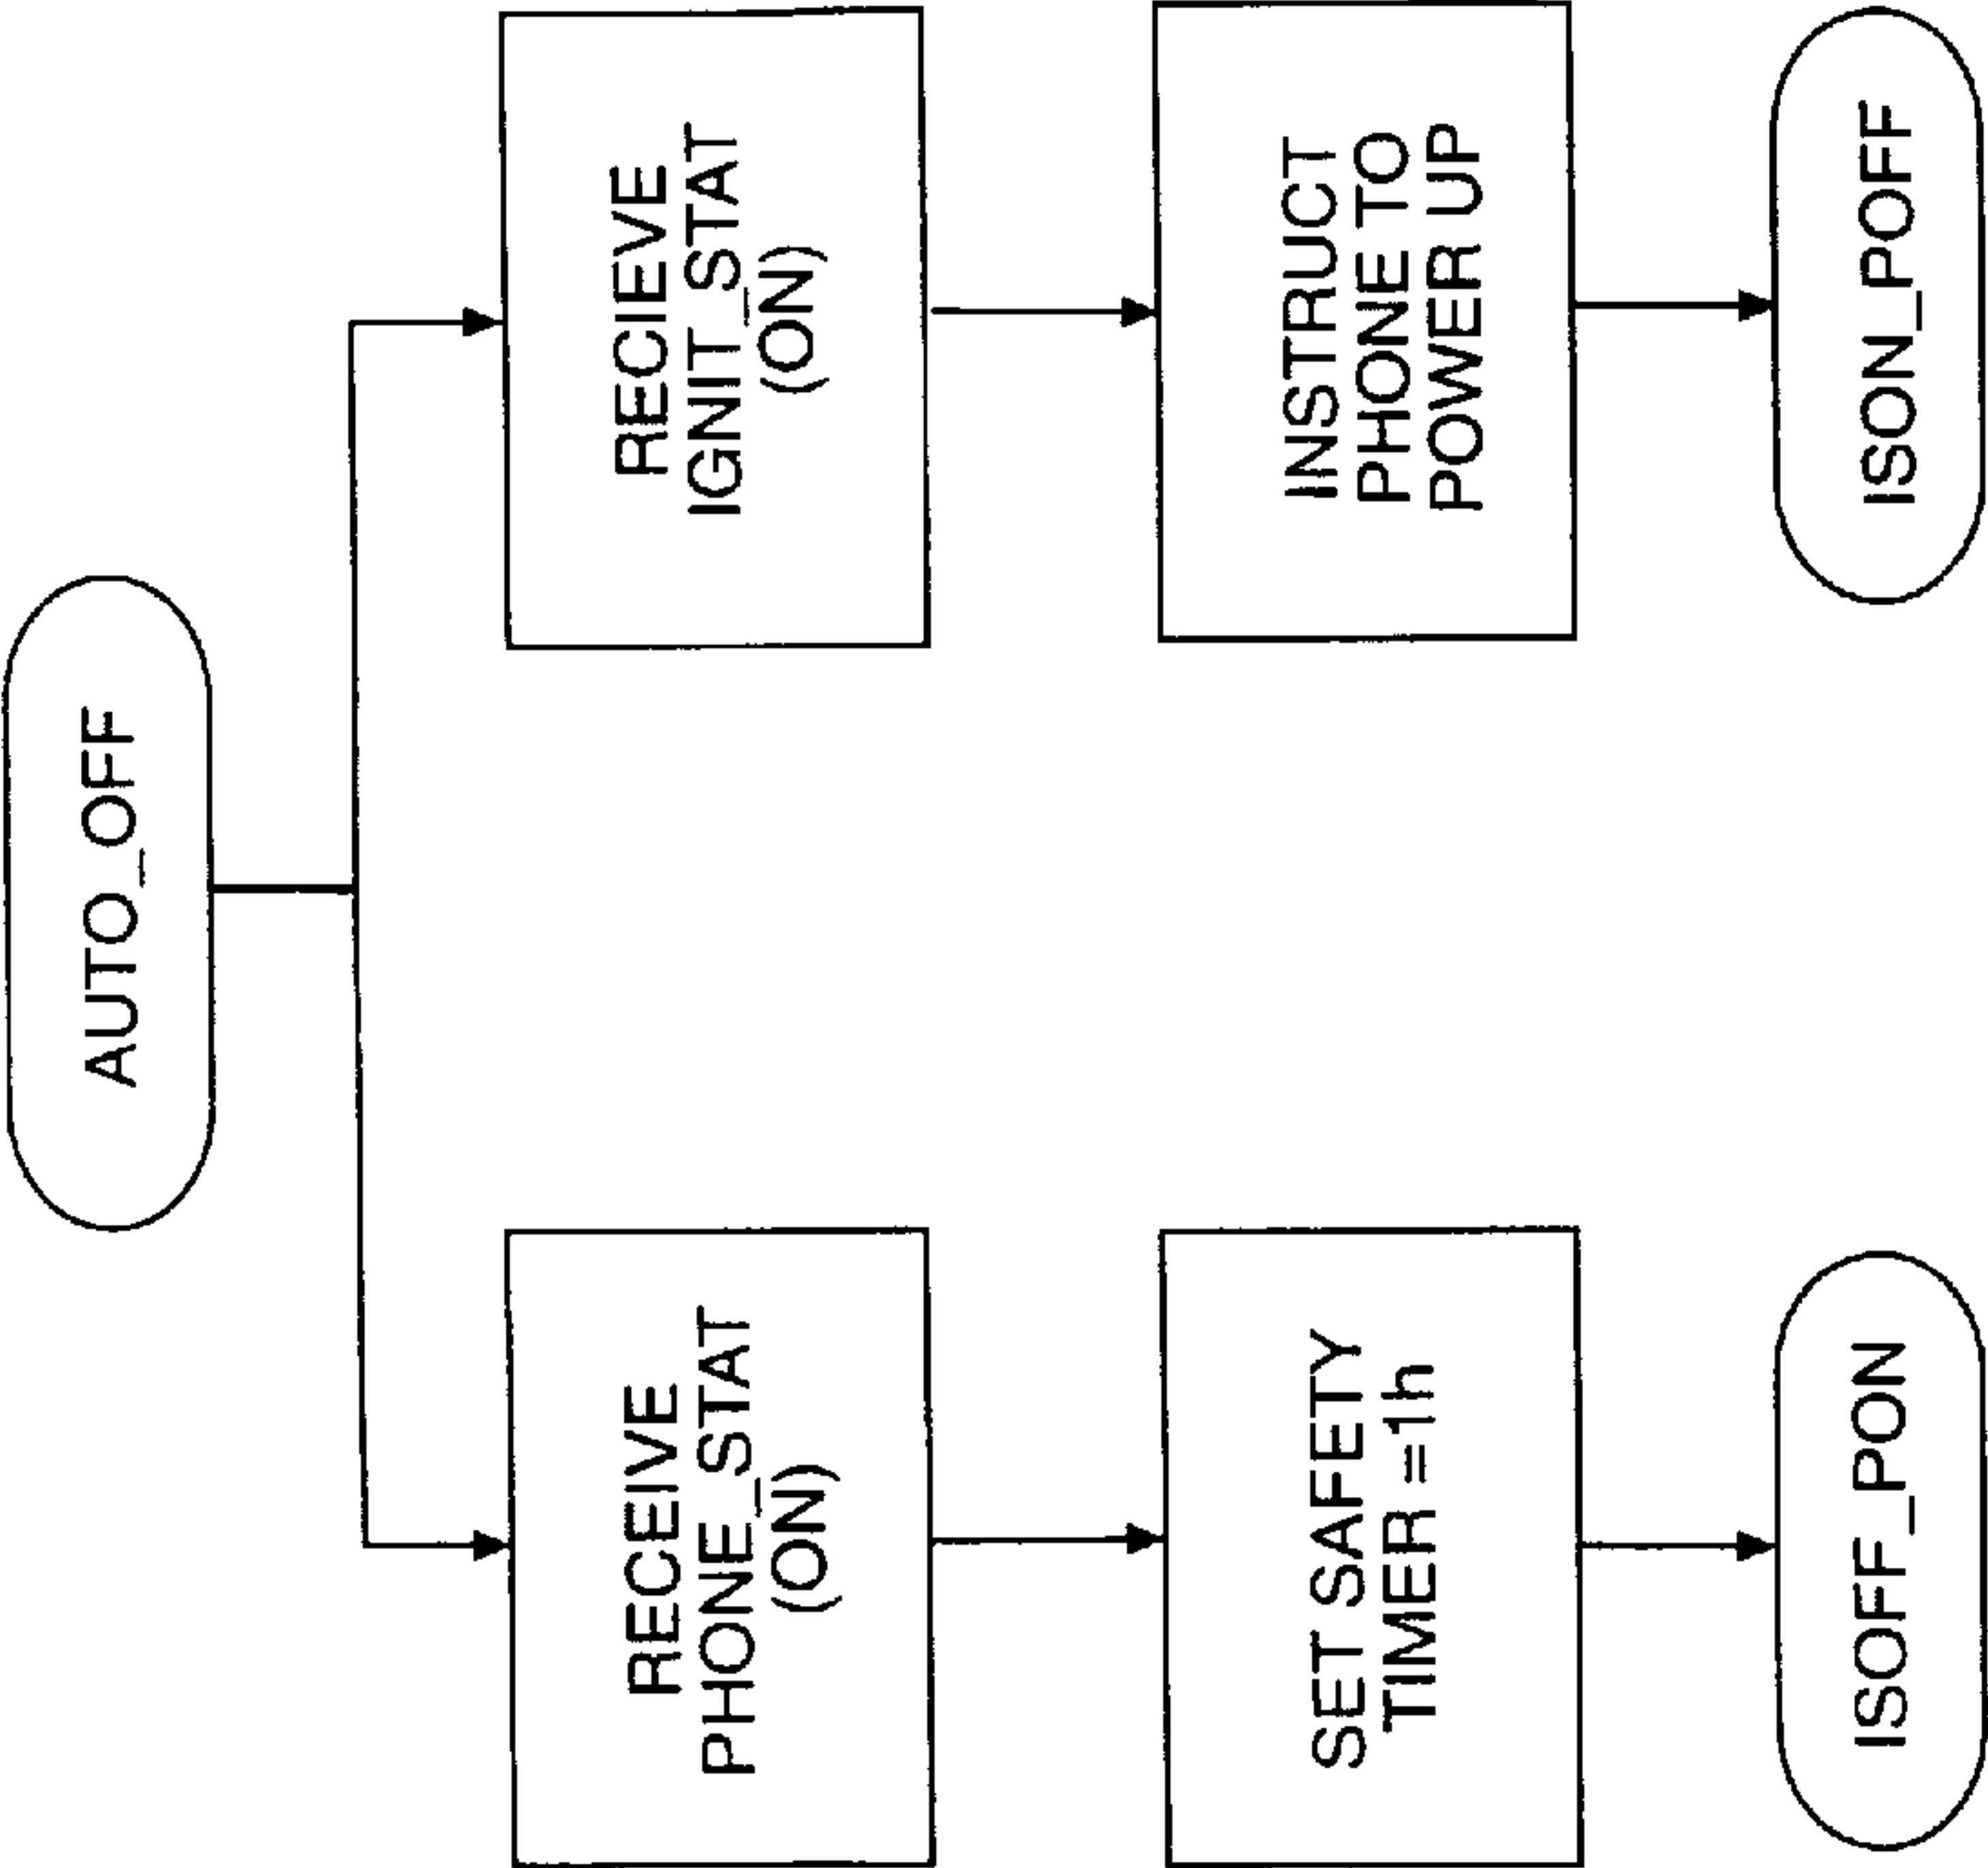 AUTO_OFF
RECEIVE
PHONE_STAT
(ON)
SET SAFETY
TIMER =1h
ISOFF_PON
RECIEVE
IGNIT_STAT
(ON)
INSTRUCT
PHONE TO
POWER UP
ISON_POFF